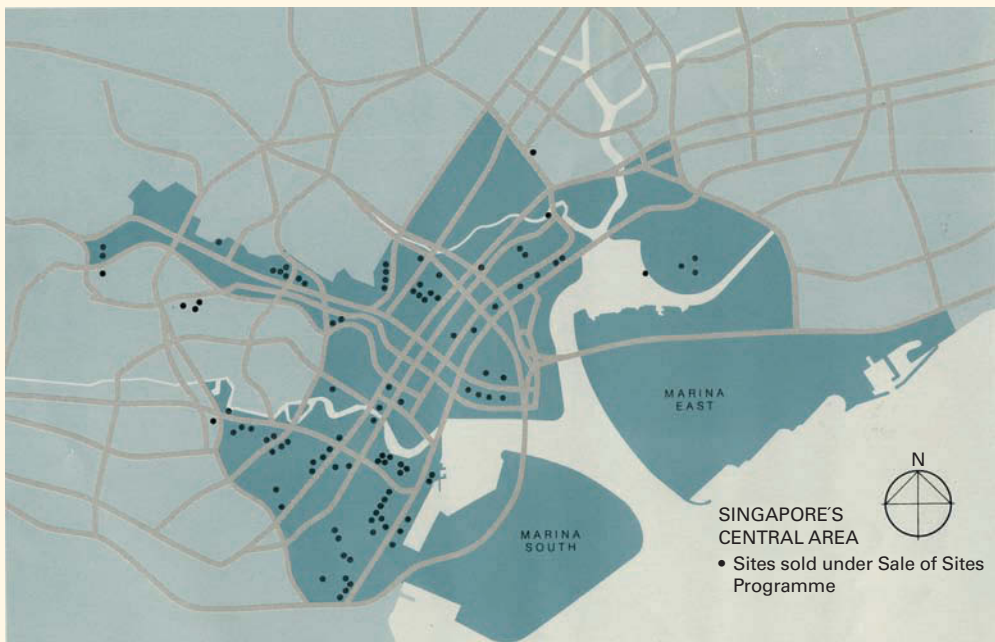 MARINA
EAST
MARINA
SOUTH
N
SINGAPORE'S
CENTRAL AREA
• Sites sold under Sale of Sites
Programme